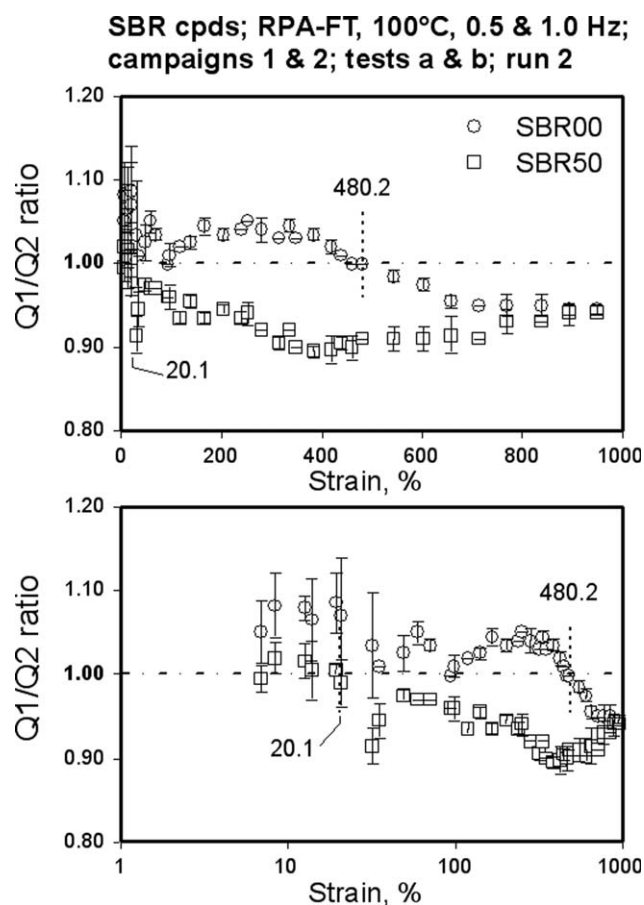 SBR cpds; RPA-FT, 100°C, 0.5 & 1.0 Hz;
campaigns 1 & 2; tests a & b; run 2
1.20
1.10
1.00
0.90
0.80
Q1/Q2 ratio
SBR00
SBR50
480.2
20.1
0 200 400 600 800 1000
Strain, %
1.20
1.10
1.00
0.90
0.80
Q1/Q2 ratio
480.2
20.1
1 10 100 1000
Strain, %